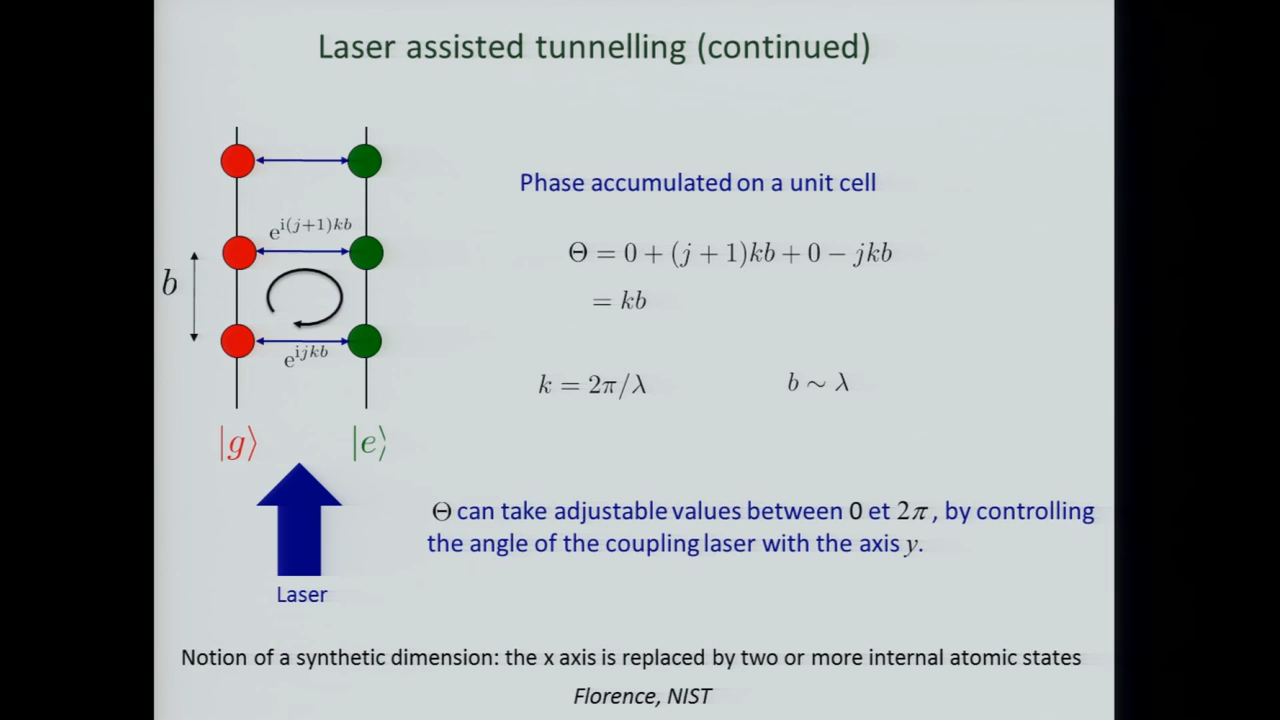 Laser assisted tunnelling (continued)
Phase accumulated on a unit cell
e^{i(j+1)kb}
Θ = 0 + (j + 1)kb + 0 − jkb
b
= kb
e^{ijkb}
k = 2π/λ
b ∼ λ
|g⟩
|e⟩
Θ can take adjustable values between 0 et 2π, by controlling
the angle of the coupling laser with the axis y.
Laser
Notion of a synthetic dimension: the x axis is replaced by two or more internal atomic states
Florence, NIST